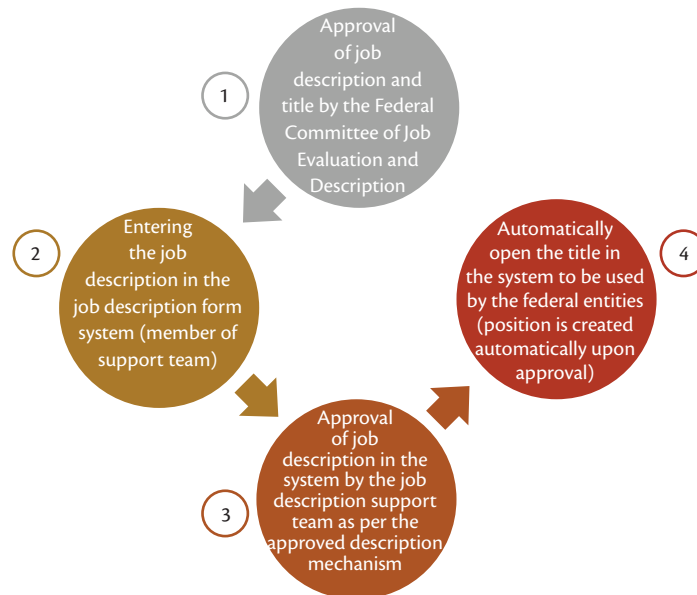 1
Approval
of job
description and
title by the Federal
Committee of Job
Evaluation and
Description
2
Entering
the job
description in the
job description form
system (member of
support team)
3
Approval
of job
description in the
system by the job
description support
team as per the
approved description
mechanism
4
Automatically
open the title in
the system to be used
by the federal entities
(position is created
automatically upon
approval)